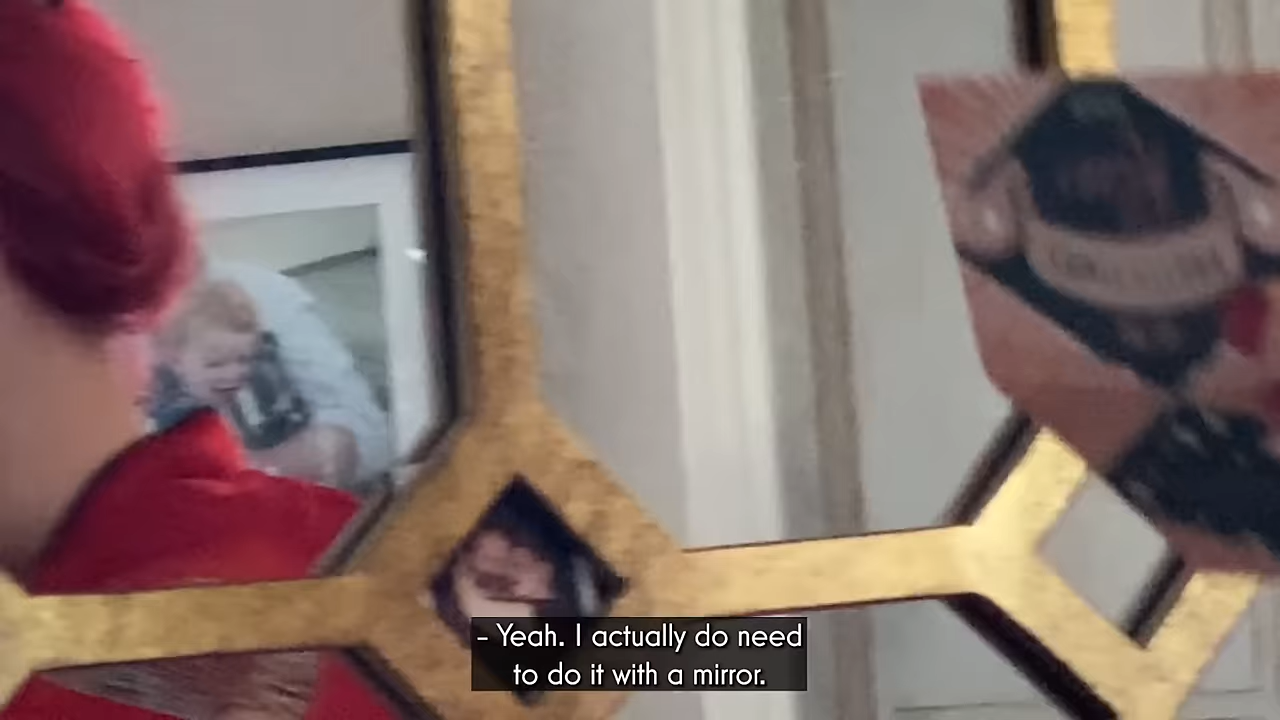 - Yeah. I actually do need
to do it with a mirror.